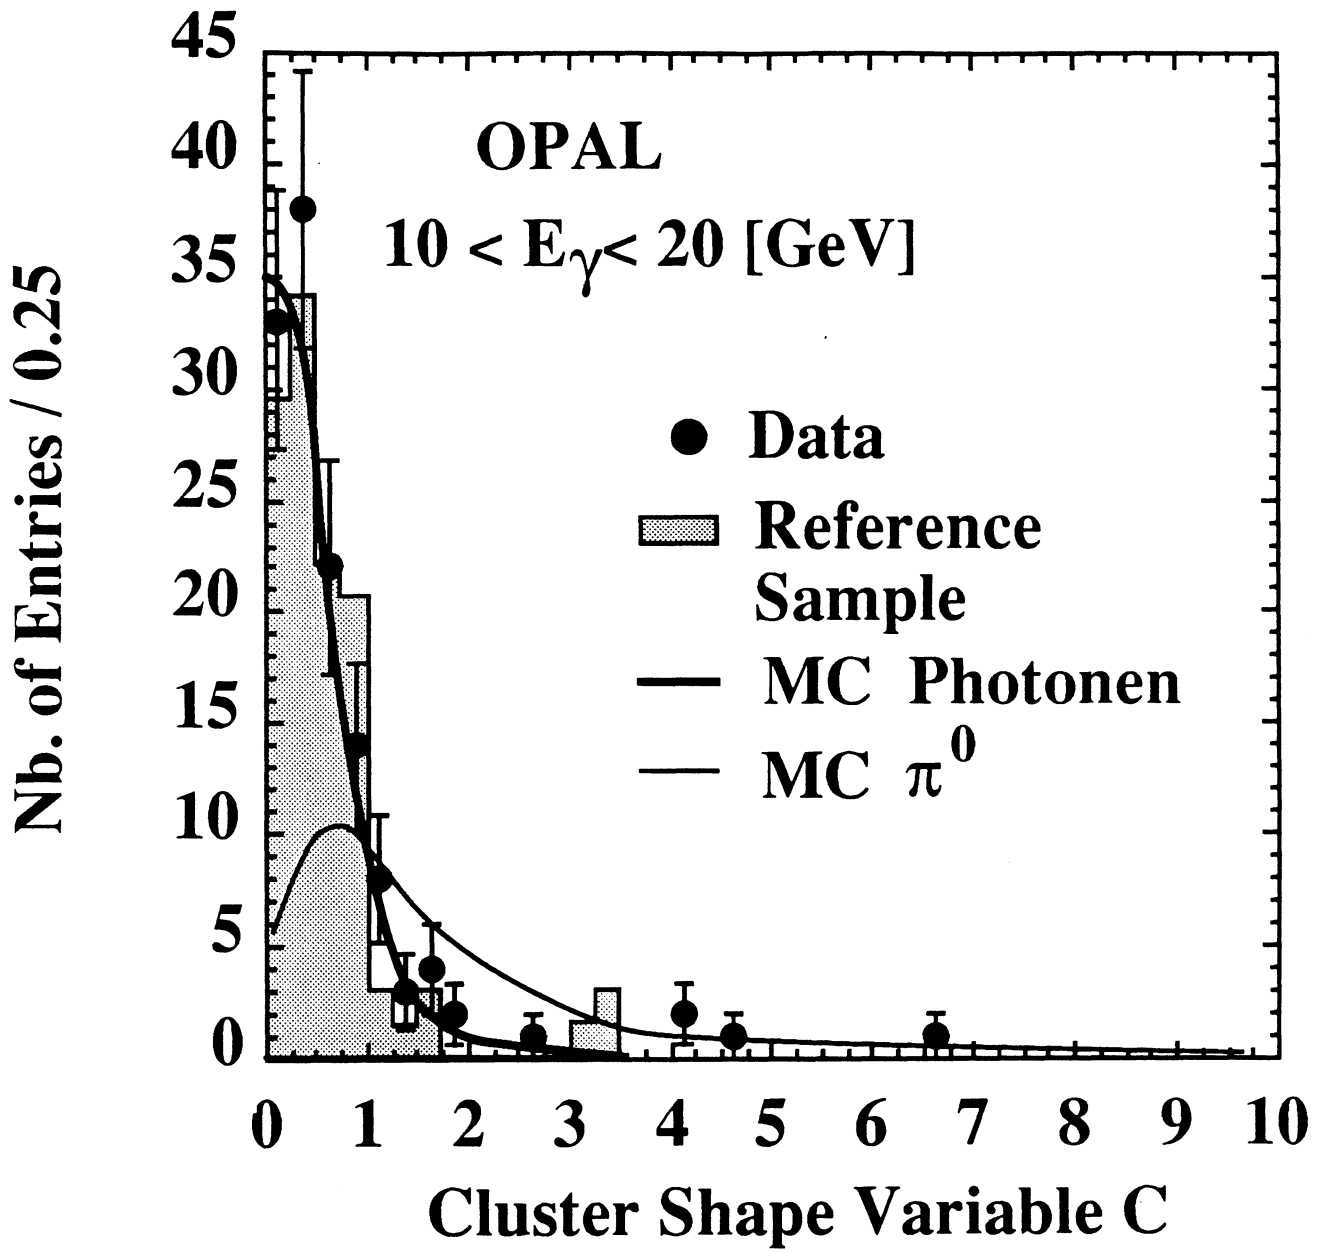 45
40
35
30
25
20
15
10
5
0
Nb. of Entries / 0.25
OPAL
10 < Eγ < 20 [GeV]
Data
Reference
Sample
MC Photonen
MC π⁰
0 1 2 3 4 5 6 7 8 9 10
Cluster Shape Variable C